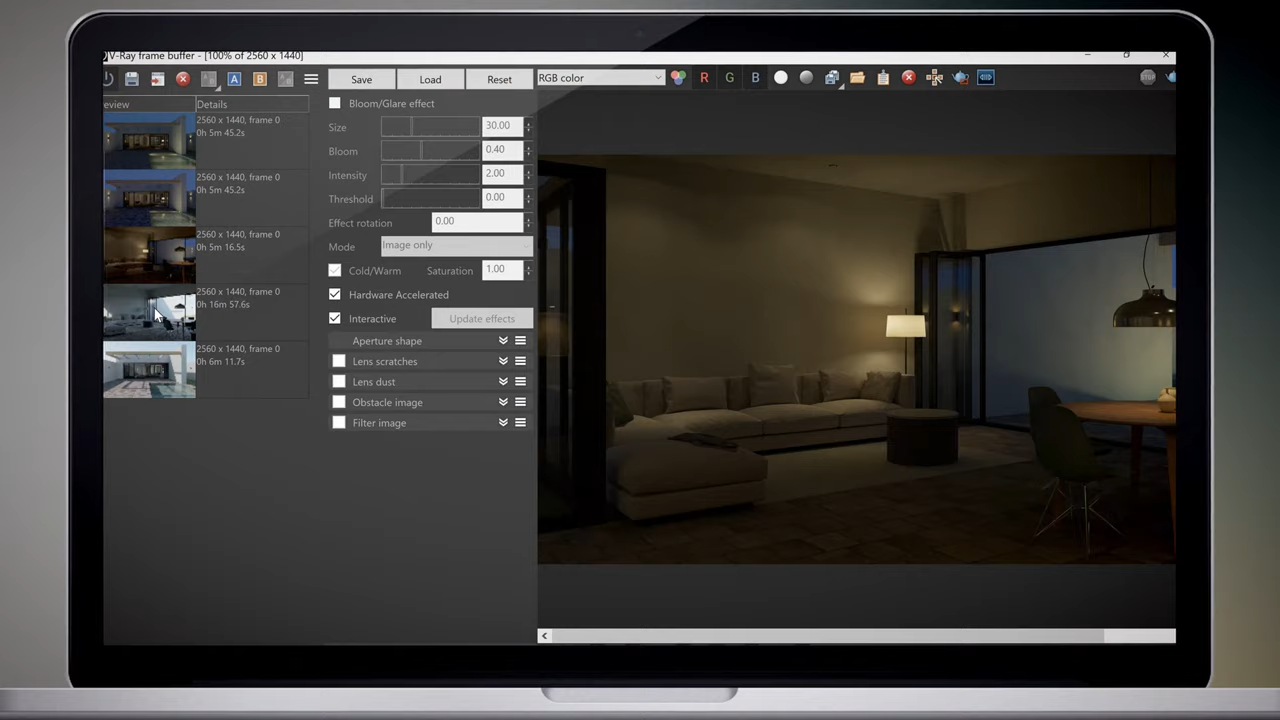 V-Ray frame buffer - [100% of 2560 x 1440]
A B
Save Load Reset RGB color R G B STOP
eview Details
Bloom/Glare effect
2560 x 1440, frame 0
0h 5m 45.2s
Size 30.00
Bloom 0.40
2560 x 1440, frame 0
0h 5m 45.2s
Intensity 2.00
Threshold 0.00
Effect rotation 0.00
2560 x 1440, frame 0
0h 5m 16.5s
Mode Image only
Cold/Warm Saturation 1.00
2560 x 1440, frame 0
0h 16m 57.6s
Hardware Accelerated
Interactive Update effects
Aperture shape
2560 x 1440, frame 0
0h 6m 11.7s
Lens scratches
Lens dust
Obstacle image
Filter image